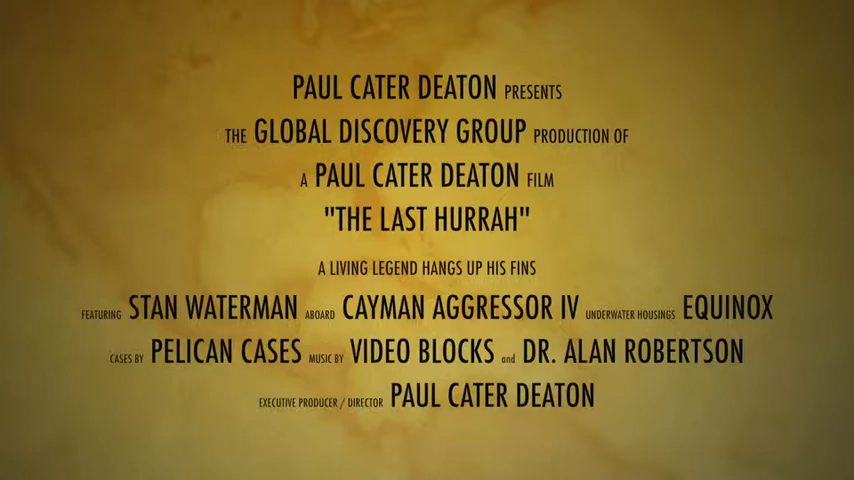 PAUL CATER DEATON PRESENTS
THE GLOBAL DISCOVERY GROUP PRODUCTION OF
A PAUL CATER DEATON FILM
"THE LAST HURRAH"
A LIVING LEGEND HANGS UP HIS FINS
FEATURING STAN WATERMAN ABOARD CAYMAN AGGRESSOR IV UNDERWATER HOUSINGS EQUINOX
CASES BY PELICAN CASES MUSIC BY VIDEO BLOCKS and DR. ALAN ROBERTSON
EXECUTIVE PRODUCER / DIRECTOR PAUL CATER DEATON